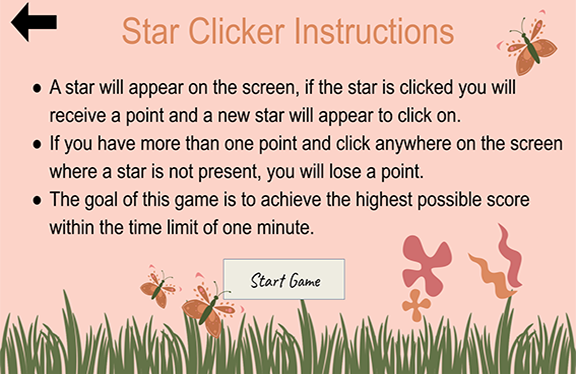 Star Clicker Instructions
● A star will appear on the screen, if the star is clicked you will
receive a point and a new star will appear to click on.
● If you have more than one point and click anywhere on the screen
where a star is not present, you will lose a point.
● The goal of this game is to achieve the highest possible score
within the time limit of one minute.
Start Game